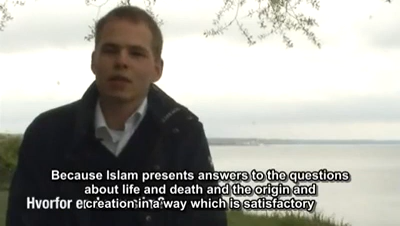 Because Islam presents answers to the questions
about life and death and the origin and
creation in a way which is satisfactory
Hvorfor e